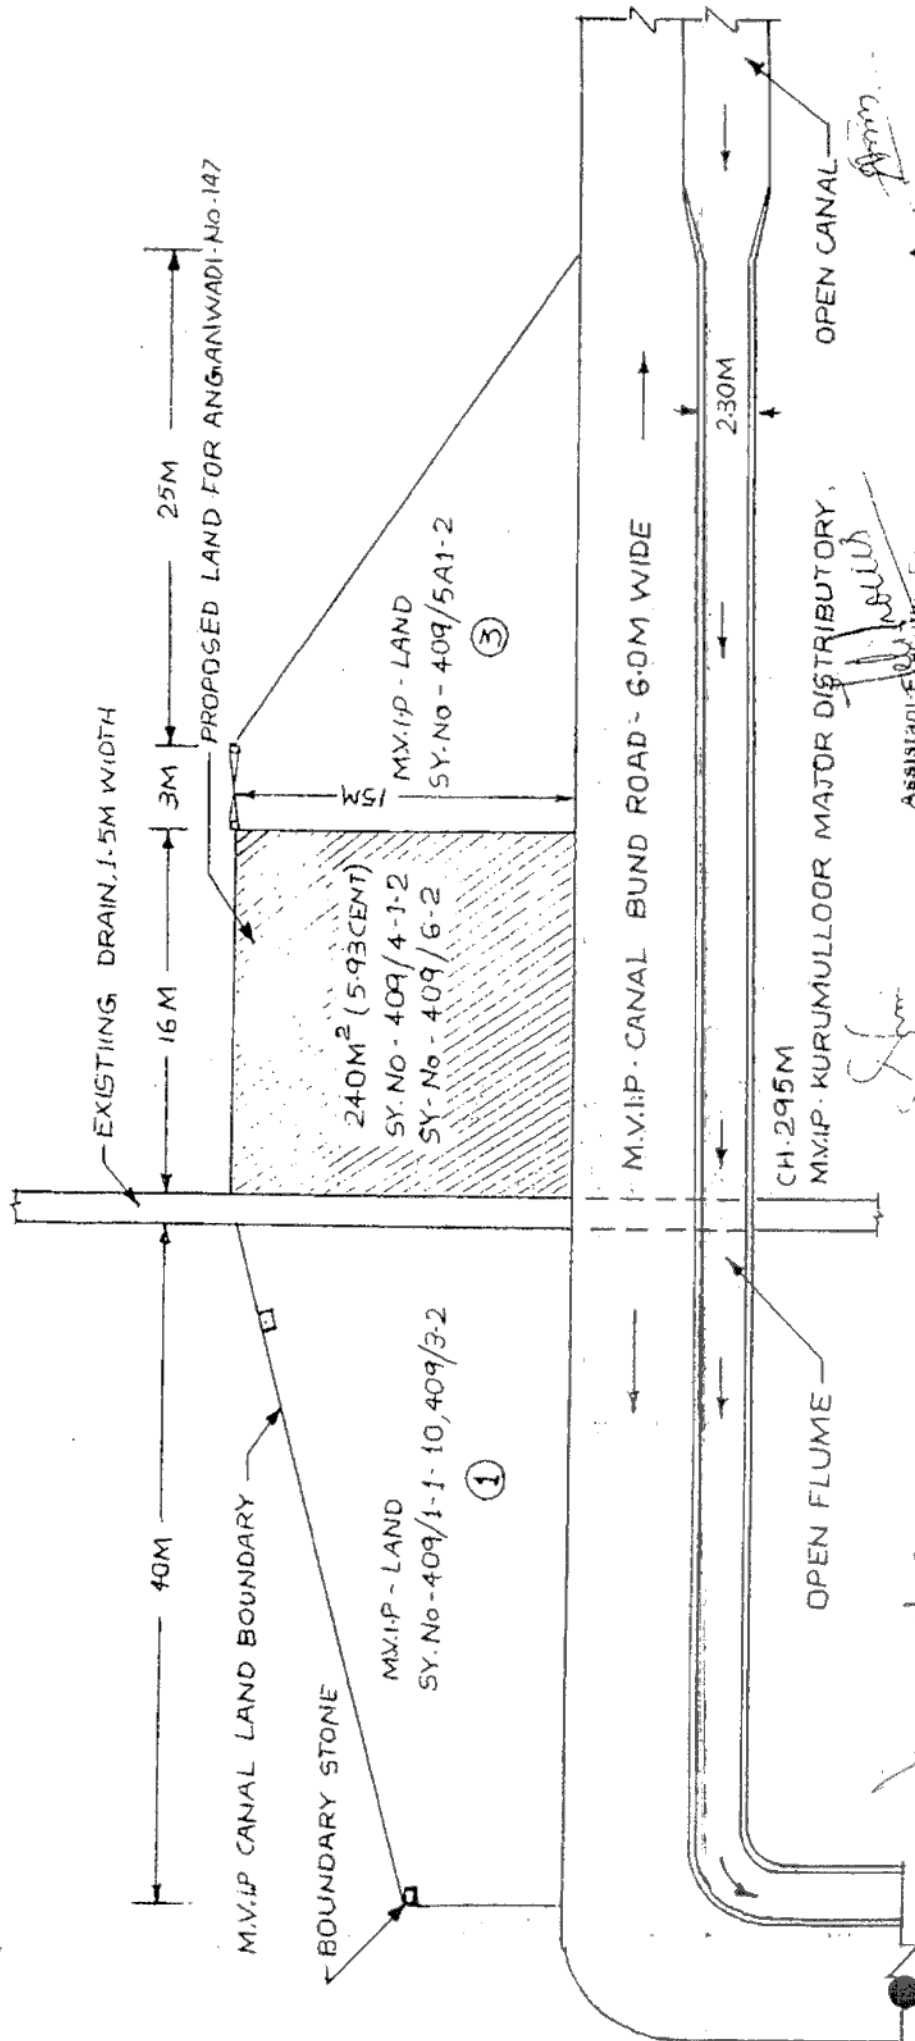 EXISTIING DRAIN, 1.5M WIDTH
40M
16M
3M
25M
PROPOSED LAND FOR ANGANWADI-No-147
M.V.I.P CANAL LAND BOUNDARY
BOUNDARY STONE
M.V.I.P - LAND
SY.No-409/1-1-10,409/3-2
1
240M² (5.93CENT)
SY.No-409/4-1-2
SY-No-409/6-2
15M
M.V.I.P - LAND
SY.No-409/5A1-2
3
M.V.I.P. CANAL BUND ROAD - 6.0M WIDE
2.30M
CH-295M
M.V.I.P. KURUMULLOOR MAJOR DISTRIBUTORY.
OPEN FLUME
OPEN CANAL
Assistant